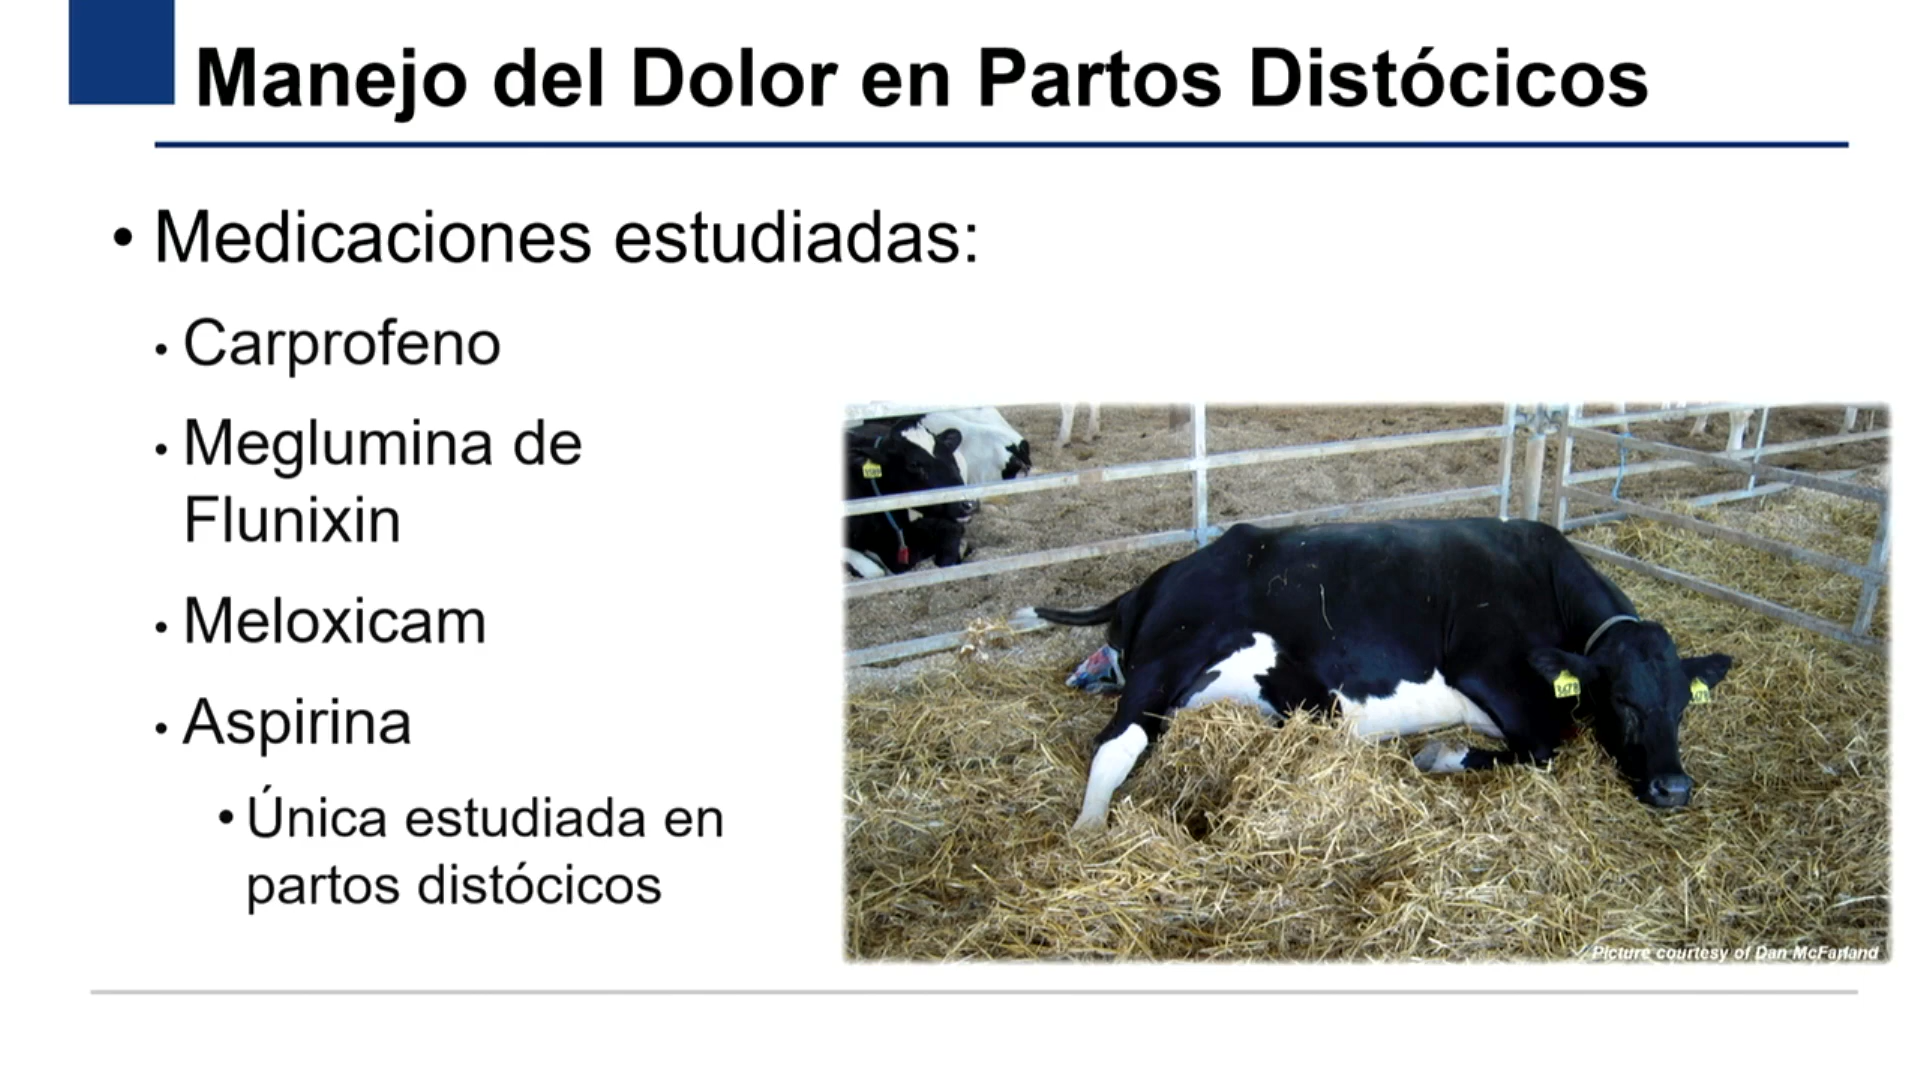 Manejo del Dolor en Partos Distócicos
• Medicaciones estudiadas:
• Carprofeno
• Meglumina de
Flunixin
• Meloxicam
• Aspirina
• Única estudiada en
partos distócicos
Picture courtesy of Dan McFarland